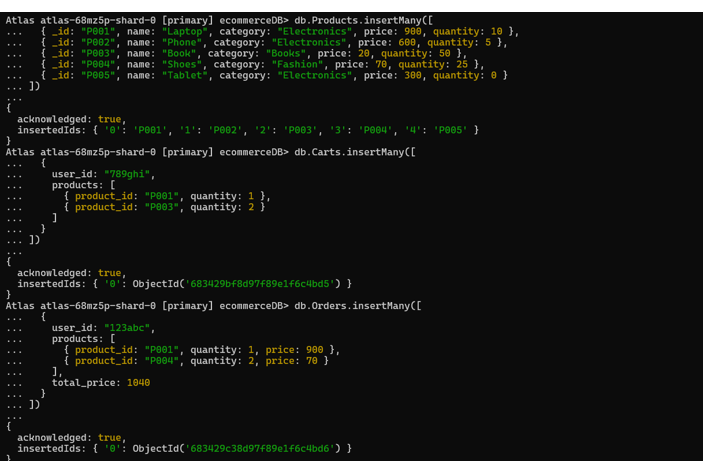 Atlas atlas-68mz5p-shard-0 [primary] ecommerceDB> db.Products.insertMany([
...   { _id: "P001", name: "Laptop", category: "Electronics", price: 900, quantity: 10 },
...   { _id: "P002", name: "Phone", category: "Electronics", price: 600, quantity: 5 },
...   { _id: "P003", name: "Book", category: "Books", price: 20, quantity: 50 },
...   { _id: "P004", name: "Shoes", category: "Fashion", price: 70, quantity: 25 },
...   { _id: "P005", name: "Tablet", category: "Electronics", price: 300, quantity: 0 }
... ])
...
{
  acknowledged: true,
  insertedIds: { '0': 'P001', '1': 'P002', '2': 'P003', '3': 'P004', '4': 'P005' }
}
Atlas atlas-68mz5p-shard-0 [primary] ecommerceDB> db.Carts.insertMany([
...   {
...     user_id: "789ghi",
...     products: [
...       { product_id: "P001", quantity: 1 },
...       { product_id: "P003", quantity: 2 }
...     ]
...   }
... ])
...
{
  acknowledged: true,
  insertedIds: { '0': ObjectId('683429bf8d97f89e1f6c4bd5') }
}
Atlas atlas-68mz5p-shard-0 [primary] ecommerceDB> db.Orders.insertMany([
...   {
...     user_id: "123abc",
...     products: [
...       { product_id: "P001", quantity: 1, price: 900 },
...       { product_id: "P004", quantity: 2, price: 70 }
...     ],
...     total_price: 1040
...   }
... ])
...
{
  acknowledged: true,
  insertedIds: { '0': ObjectId('683429c38d97f89e1f6c4bd6') }
}